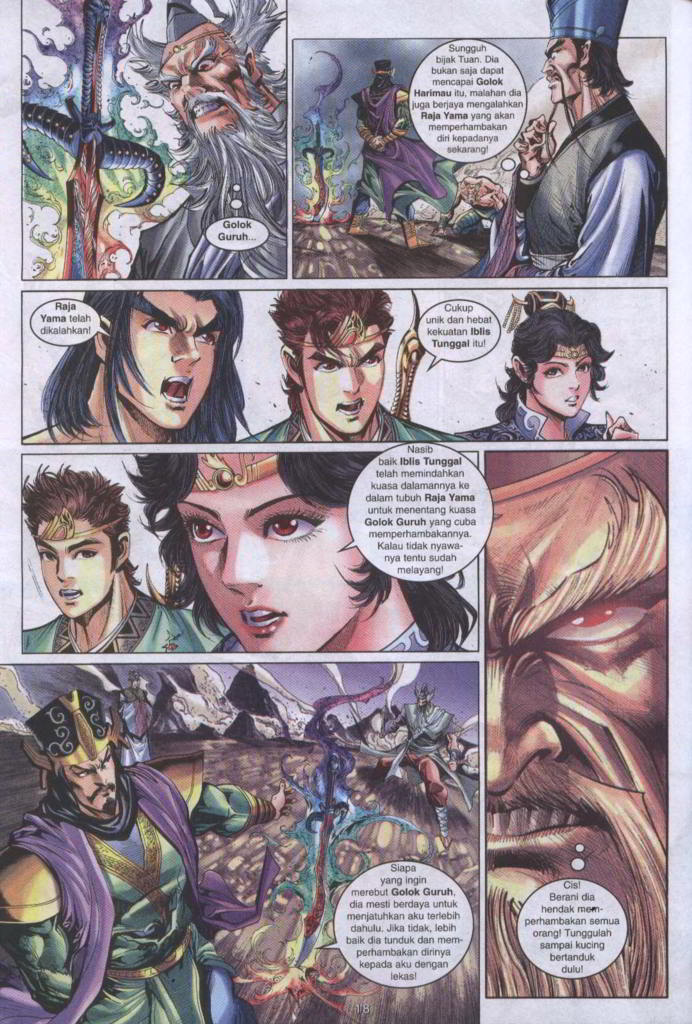 Golok
Guruh...
Sungguh
bijak Tuan. Dia
bukan saja dapat
mencapai Golok
Harimau itu, malahan dia
juga berjaya mengalahkan
Raja Yama yang akan
memperhambakan
diri kepadanya
sekarang!
Raja
Yama telah
dikalahkan!
Cukup
unik dan hebat
kekuatan Iblis
Tunggal itu!
Nasib
baik Iblis Tunggal
telah memindahkan
kuasa dalamannya ke
dalam tubuh Raja Yama
untuk menentang kuasa
Golok Guruh yang cuba
memperhambakannya.
Kalau tidak nyawa-
nya tentu sudah
melayang!
Siapa
yang ingin
merebut Golok Guruh,
dia mesti berdaya untuk
menjatuhkan aku terlebih
dahulu. Jika tidak, lebih
baik dia tunduk dan mem-
perhambakan dirinya
kepada aku dengan
lekas!
Cis!
Berani dia
hendak mem-
perhambakan semua
orang! Tunggulah
sampai kucing
bertanduk
dulu!
18